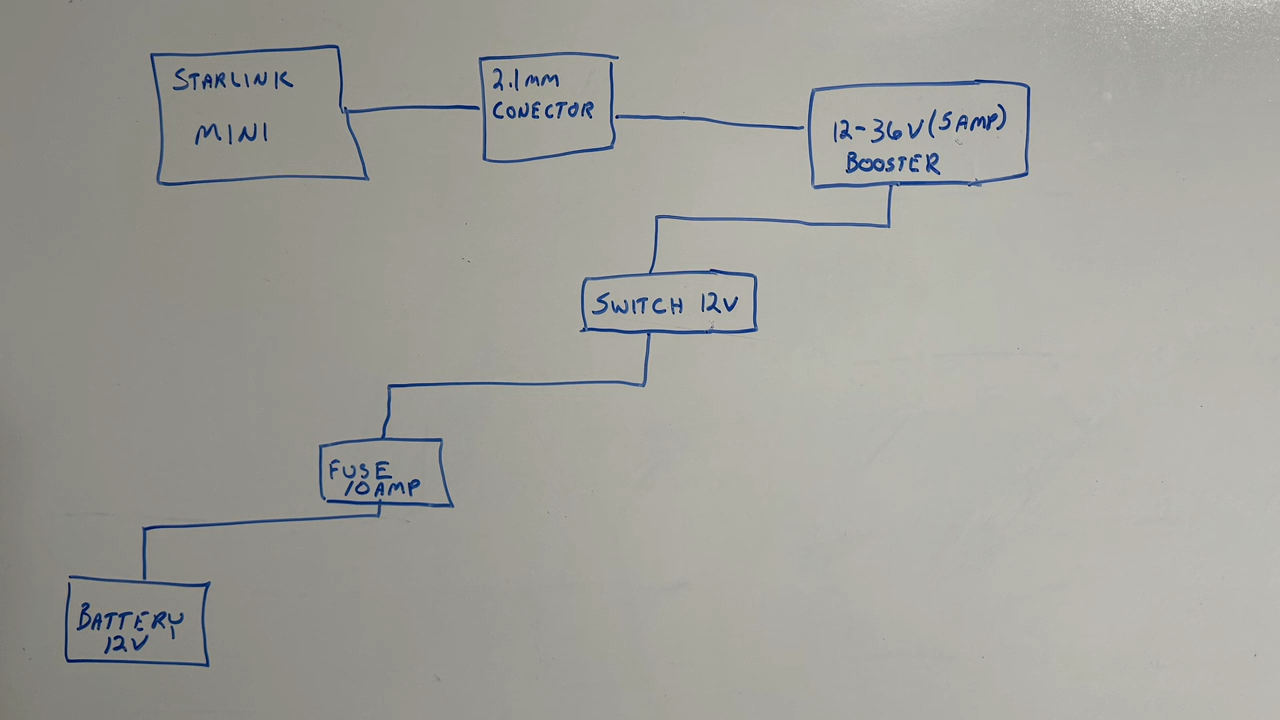 STARLINK
MINI
2.1MM
CONECTOR
12-36V(5AMP)
BOOSTER
SWITCH 12V
FUSE
10AMP
BATTERY
12V